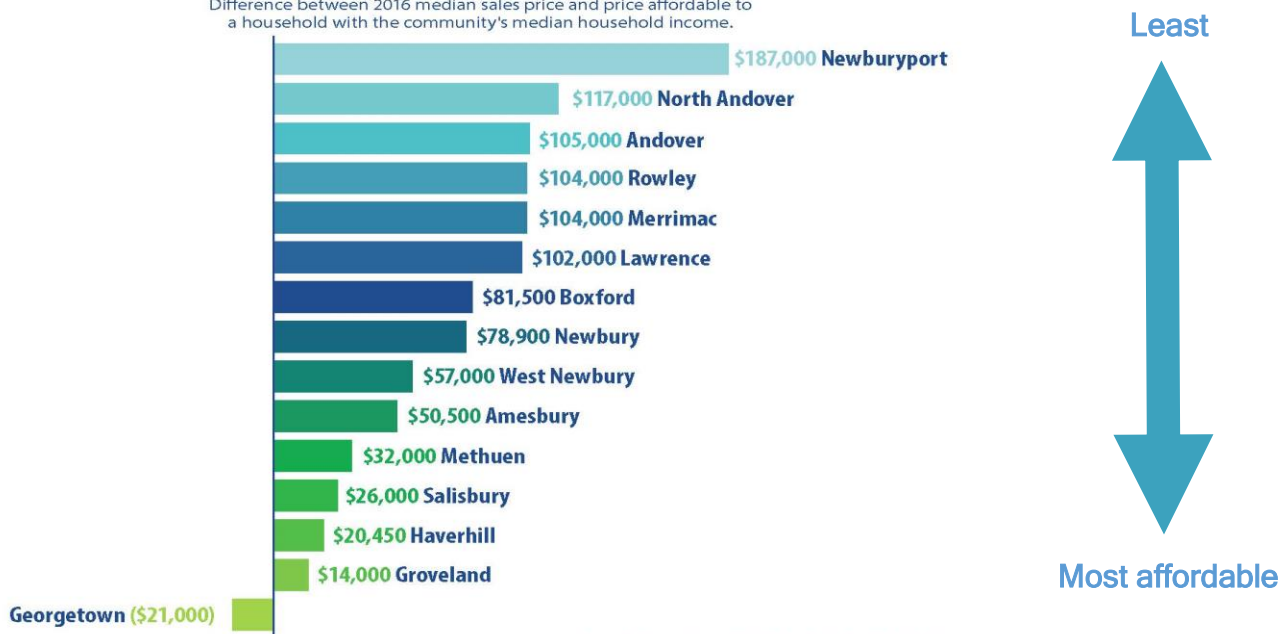 Difference between 2016 median sales price and price affordable to
a household with the community's median household income.
Least
$187,000 Newburyport
$117,000 North Andover
$105,000 Andover
$104,000 Rowley
$104,000 Merrimac
$102,000 Lawrence
$81,500 Boxford
$78,900 Newbury
$57,000 West Newbury
$50,500 Amesbury
$32,000 Methuen
$26,000 Salisbury
$20,450 Haverhill
$14,000 Groveland
Most affordable
Georgetown ($21,000)